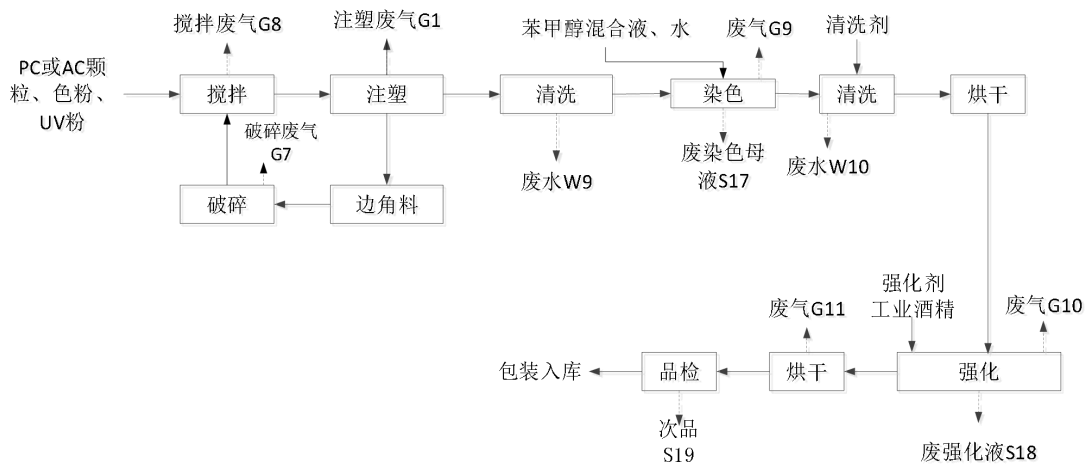 搅拌废气G8
注塑废气G1
苯甲醇混合液、水
废气G9
清洗剂
PC或AC颗
粒、色粉、
UV粉
搅拌
注塑
清洗
染色
清洗
烘干
破碎废气
G7
废水W9
废染色母
液S17
废水W10
破碎
边角料
强化剂
工业酒精
废气G10
废气G11
包装入库
品检
烘干
强化
次品
S19
废强化液S18